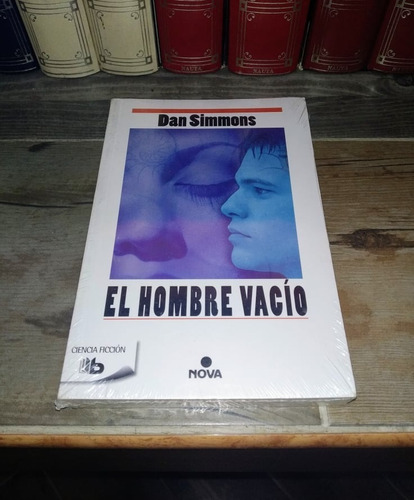 Dan Simmons
EL HOMBRE VACÍO
CIENCIA FICCIÓN
b
NOVA